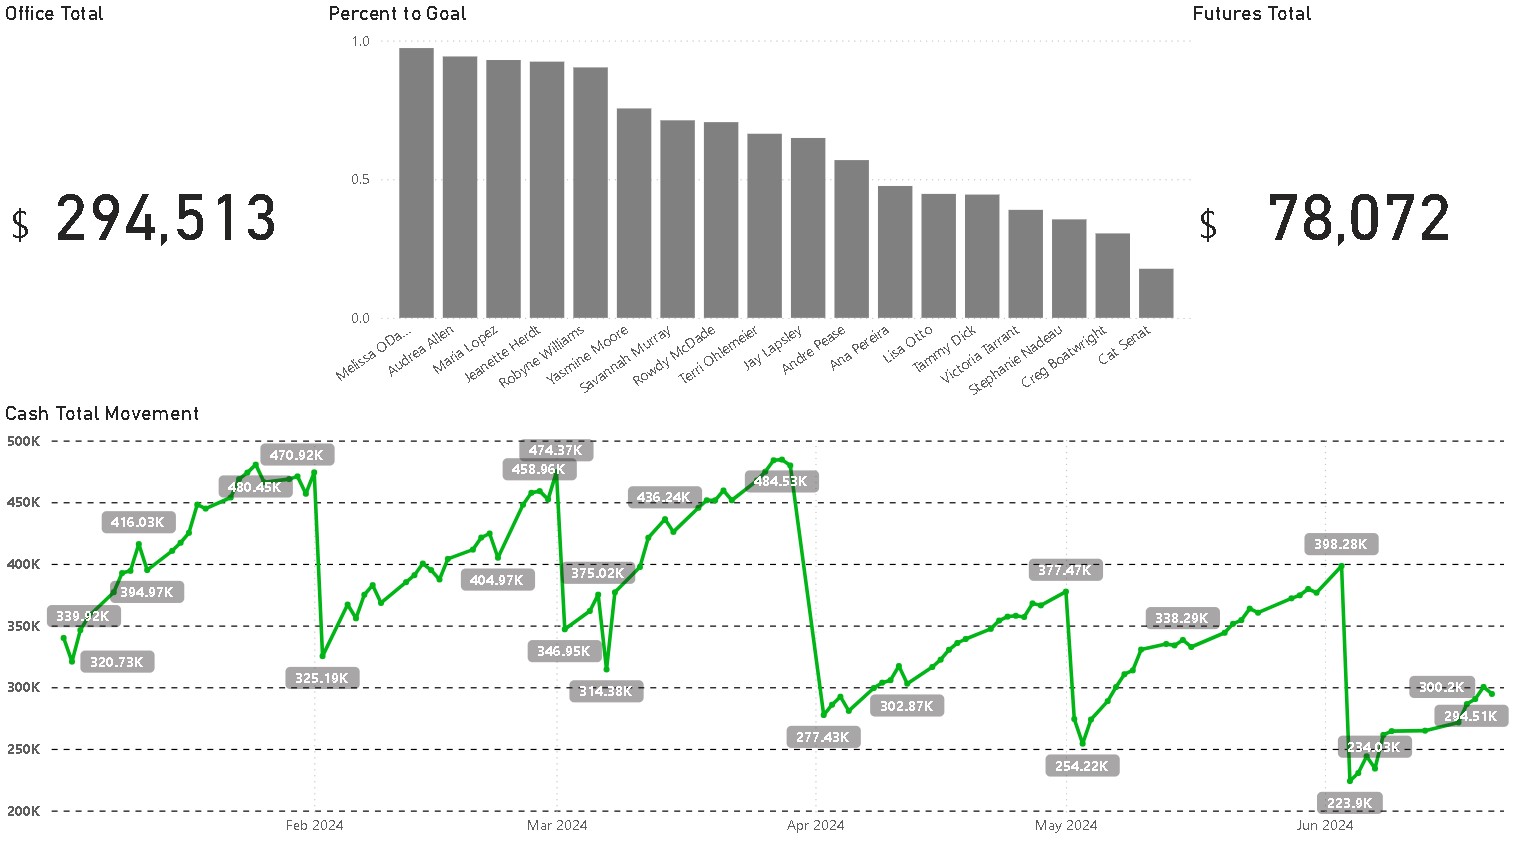 Office Total
Percent to Goal
Futures Total
1.0
0.5
0.0
$ 294,513
$ 78,072
Melissa ODa...
Audrea Allen
Maria Lopez
Jeanette Herdt
Robyne Williams
Yasmine Moore
Savannah Murray
Rowdy McDade
Terri Ohlemeier
Jay Lapsley
Andre Pease
Ana Pereira
Lisa Otto
Tammy Dick
Victoria Tarrant
Stephanie Nadeau
Creg Boatwright
Cat Senat
Cash Total Movement
500K
450K
400K
350K
300K
250K
200K
339.92K
320.73K
416.03K
394.97K
480.45K
470.92K
325.19K
404.97K
458.96K
474.37K
346.95K
375.02K
314.38K
436.24K
484.53K
277.43K
302.87K
377.47K
254.22K
338.29K
398.28K
223.9K
234.03K
300.2K
294.51K
Feb 2024
Mar 2024
Apr 2024
May 2024
Jun 2024